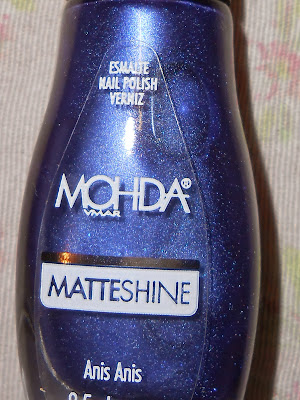 ESMALTE
NAIL POLISH
VERNIZ
MOHDA®
VMAR
MATTESHINE
Anis Anis